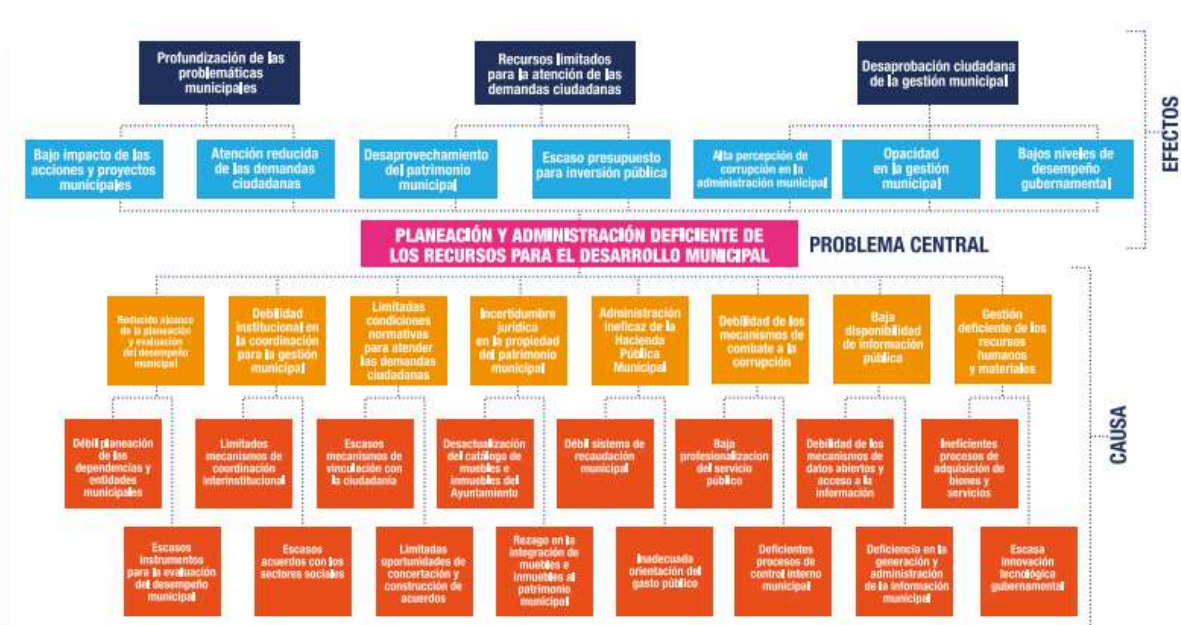 Profundización de las
problemáticas
municipales
Recursos limitados
para la atención de las
demandas ciudadanas
Desaprobación ciudadana
de la gestión municipal
EFECTOS
Bajo impacto de las
acciones y proyectos
municipales
Atención reducida
de las demandas
ciudadanas
Desaprovechamiento
del patrimonio
municipal
Escaso presupuesto
para inversión pública
Alta percepción de
corrupción en la
administración municipal
Opacidad
en la gestión
municipal
Bajos niveles de
desempeño
gubernamental
PLANEACIÓN Y ADMINISTRACIÓN DEFICIENTE DE
LOS RECURSOS PARA EL DESARROLLO MUNICIPAL
PROBLEMA CENTRAL
Reducido alcance
de la planeación
y evaluación
del desempeño
municipal
Debilidad
institucional en
la coordinación
para la gestión
municipal
Limitadas
condiciones
normativas
para atender
las demandas
ciudadanas
Incertidumbre
jurídica
en la propiedad
del patrimonio
municipal
Administración
ineficaz de la
Hacienda
Pública
Municipal
Debilidad de los
mecanismos de
combate a la
corrupción
Baja
disponibilidad
de información
pública
Gestión
deficiente de los
recursos
humanos
y materiales
CAUSA
Débil planeación
de las
dependencias y
entidades
municipales
Limitados
mecanismos de
coordinación
interinstitucional
Escasos
mecanismos de
vinculación con
la ciudadanía
Desactualización
del catálogo de
muebles e
inmuebles del
Ayuntamiento
Débil sistema de
recaudación
municipal
Baja
profesionalizacion
del servicio
público
Debilidad de los
mecanismos de
datos abiertos y
acceso a la
información
Ineficientes
procesos de
adquisición de
bienes y
servicios
Escasos
instrumentos
para la evaluación
del desempeño
municipal
Escasos
acuerdos con los
sectores sociales
Limitadas
oportunidades de
concertación y
construcción de
acuerdos
Rezago en la
integración de
muebles e
inmuebles al
patrimonio
municipal
Inadecuada
orientación del
gasto público
Deficientes
procesos de
control interno
municipal
Deficiencia en la
generación y
administración
de la información
municipal
Escasa
innovación
tecnológica
gubernamental